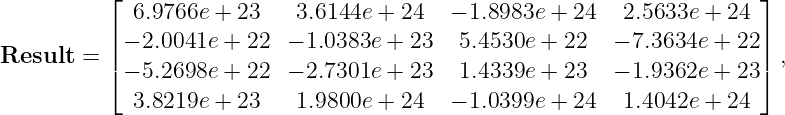 6.9766e + 23 3.6144e + 24 −1.8983e + 24 2.5633e + 24
−2.0041e + 22 −1.0383e + 23 5.4530e + 22 −7.3634e + 22
Result = ,
−5.2698e + 22 −2.7301e + 23 1.4339e + 23 −1.9362e + 23
3.8219e + 23 1.9800e + 24 −1.0399e + 24 1.4042e + 24